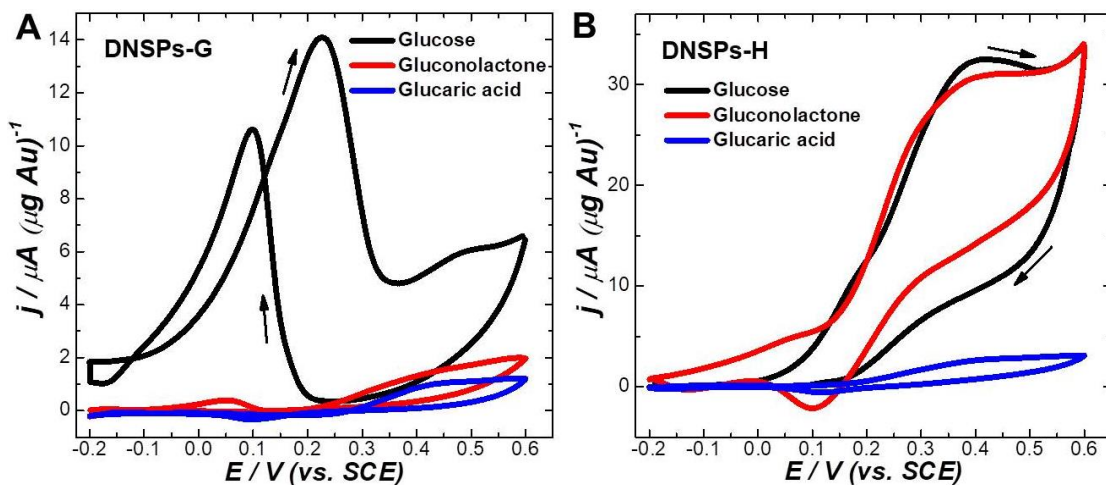 A
DNSPs-G
Glucose
Gluconolactone
Glucaric acid
j / μA (μg Au)⁻¹
14
12
10
8
6
4
2
0
-0.2 -0.1 0.0 0.1 0.2 0.3 0.4 0.5 0.6
E / V (vs. SCE)
B
DNSPs-H
Glucose
Gluconolactone
Glucaric acid
j / μA (μg Au)⁻¹
30
20
10
0
-0.2 -0.1 0.0 0.1 0.2 0.3 0.4 0.5 0.6
E / V (vs. SCE)